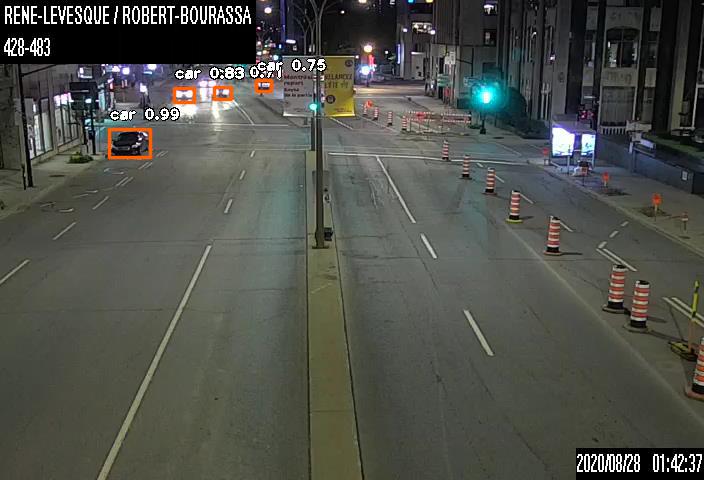 RENE-LEVESQUE / ROBERT-BOURASSA
428-483
car 0.83
car 0.75
car 0.99
2020/08/28 01:42:37